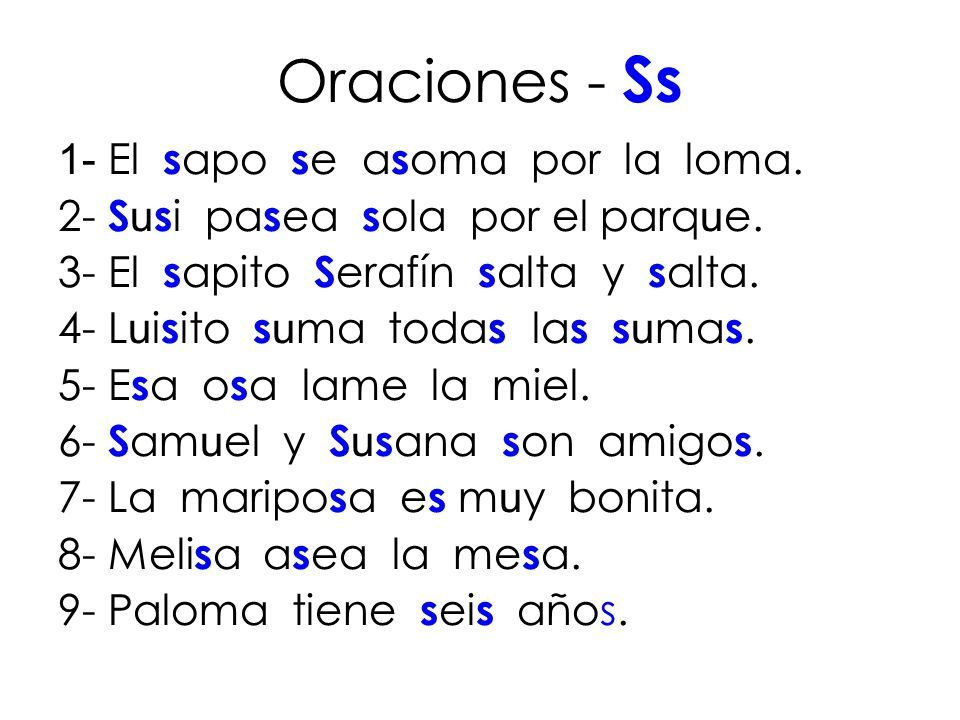 Oraciones - Ss
1- El sapo se asoma por la loma.
2- Susi pasea sola por el parque.
3- El sapito Serafín salta y salta.
4- Luisito suma todas las sumas.
5- Esa osa lame la miel.
6- Samuel y Susana son amigos.
7- La mariposa es muy bonita.
8- Melisa asea la mesa.
9- Paloma tiene seis años.